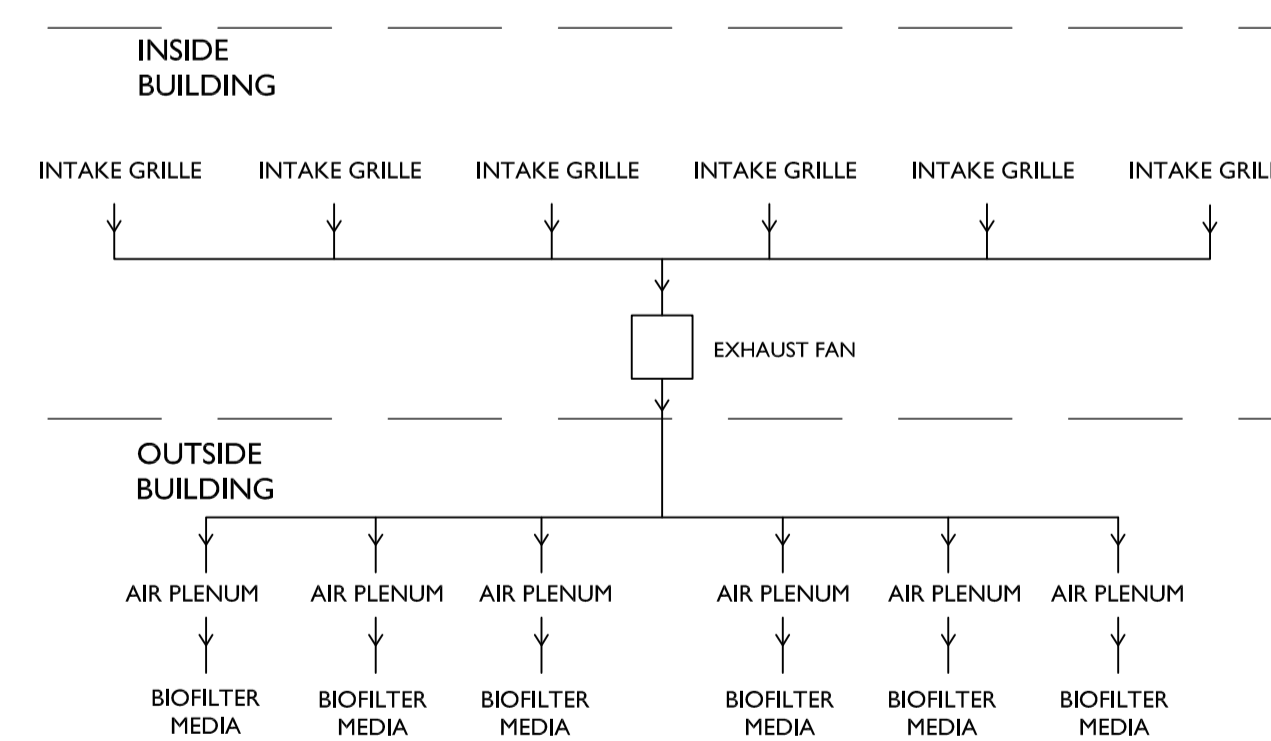 INSIDE
BUILDING
INTAKE GRILLE INTAKE GRILLE INTAKE GRILLE INTAKE GRILLE INTAKE GRILLE INTAKE
EXHAUST FAN
OUTSIDE
BUILDING
AIR PLENUM AIR PLENUM AIR PLENUM AIR PLENUM AIR PLENUM AIR PLENUM
BIOFILTER BIOFILTER BIOFILTER BIOFILTER BIOFILTER BIOFILTER
MEDIA MEDIA MEDIA MEDIA MEDIA MEDIA